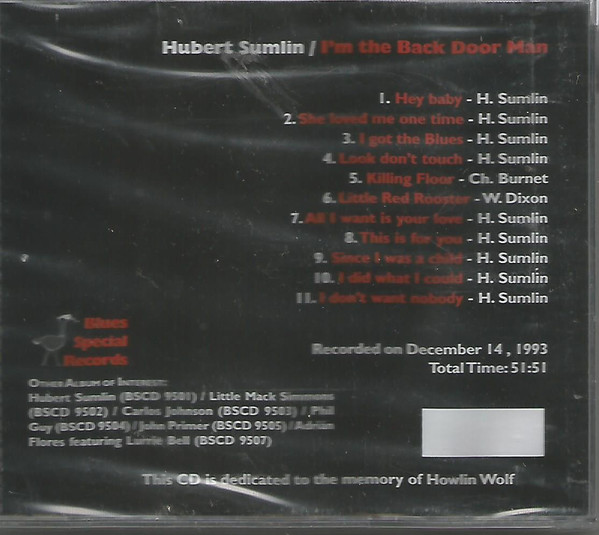 Hubert Sumlin / I'm the Back Door Man
1. Hey baby - H. Sumlin
2. She loved me one time - H. Sumlin
3. I got the Blues - H. Sumlin
4. Look don't touch - H. Sumlin
5. Killing Floor - Ch. Burnet
6. Little Red Rooster - W. Dixon
7. All I want is your love - H. Sumlin
8. This is for you - H. Sumlin
9. Since I was a child - H. Sumlin
10. I did what I could - H. Sumlin
11. I don't want nobody - H. Sumlin
Blues
Special
Records
Recorded on December 14 , 1993
Total Time: 51:51
Other Album of Interest:
Hubert Sumlin (BSCD 9501) / Little Mack Simmons
(BSCD 9502) / Carlos Johnson (BSCD 9503) / Phil
Guy (BSCD 9504) / John Primer (BSCD 9505) / Adrian
Flores featuring Lurrie Bell (BSCD 9507)
This CD is dedicated to the memory of Howlin Wolf